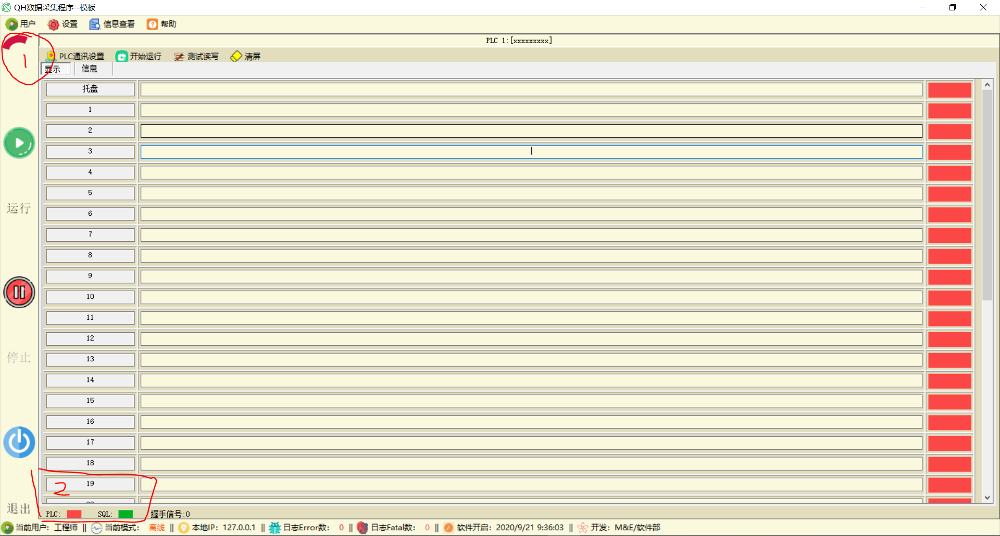 QH数据采集程序--模板
用户 设置 信息查看 帮助
PLC 1:[xxxxxxxxx]
1
PLC通讯设置 开始运行 测试读写 清屏
显示 信息
托盘
1
2
3
4
5
6
7
8
9
10
11
12
13
14
15
16
17
18
19
2
运行
停止
退出
PLC: SQL: 握手信号:0
当前用户: 工程师 || 当前模式: 离线 || 本地IP: 127.0.0.1 || 日志Error数: 0 || 日志Fatal数: 0 || 软件开启: 2020/9/21 9:36:03 || 开发: M&E/软件部